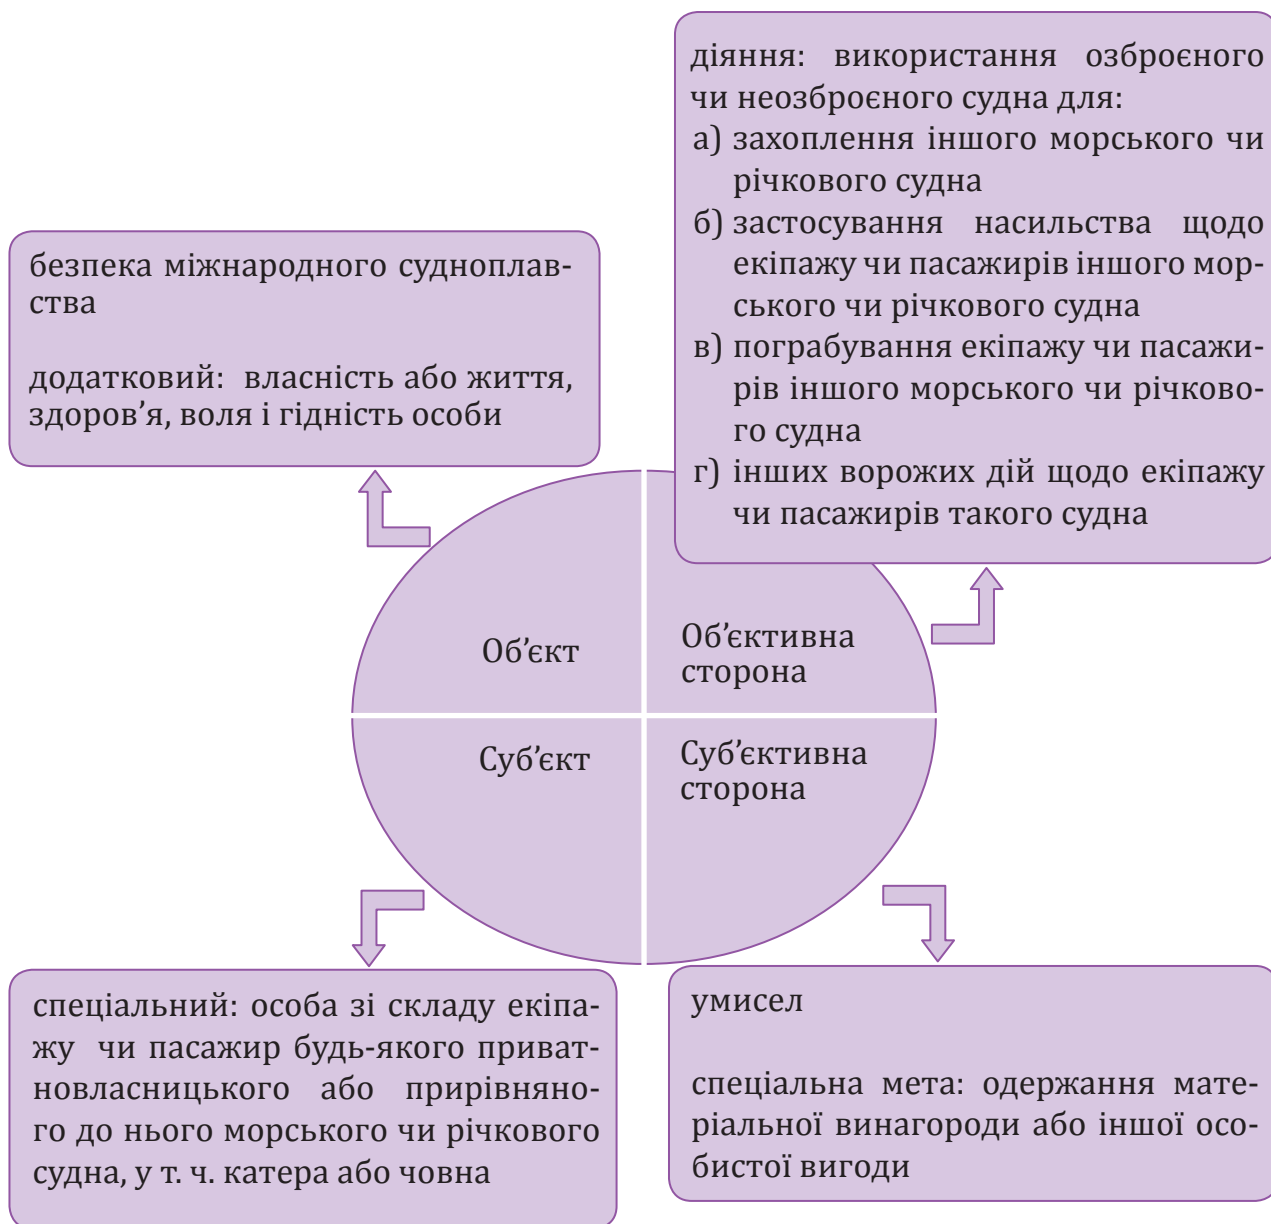 діяння: використання озброєного
чи неозброєного судна для:
а) захоплення іншого морського чи
річкового судна
б) застосування насильства щодо
екіпажу чи пасажирів іншого мор-
ського чи річкового судна
в) пограбування екіпажу чи пасажи-
рів іншого морського чи річково-
го судна
г) інших ворожих дій щодо екіпажу
чи пасажирів такого судна
безпека міжнародного судноплав-
ства
додатковий: власність або життя,
здоров’я, воля і гідність особи
Об’єкт
Об’єктивна
сторона
Суб’єкт
Суб’єктивна
сторона
спеціальний: особа зі складу екіпа-
жу чи пасажир будь-якого приват-
новласницького або прирівняно-
го до нього морського чи річкового
судна, у т. ч. катера або човна
умисел
спеціальна мета: одержання мате-
ріальної винагороди або іншої осо-
бистої вигоди